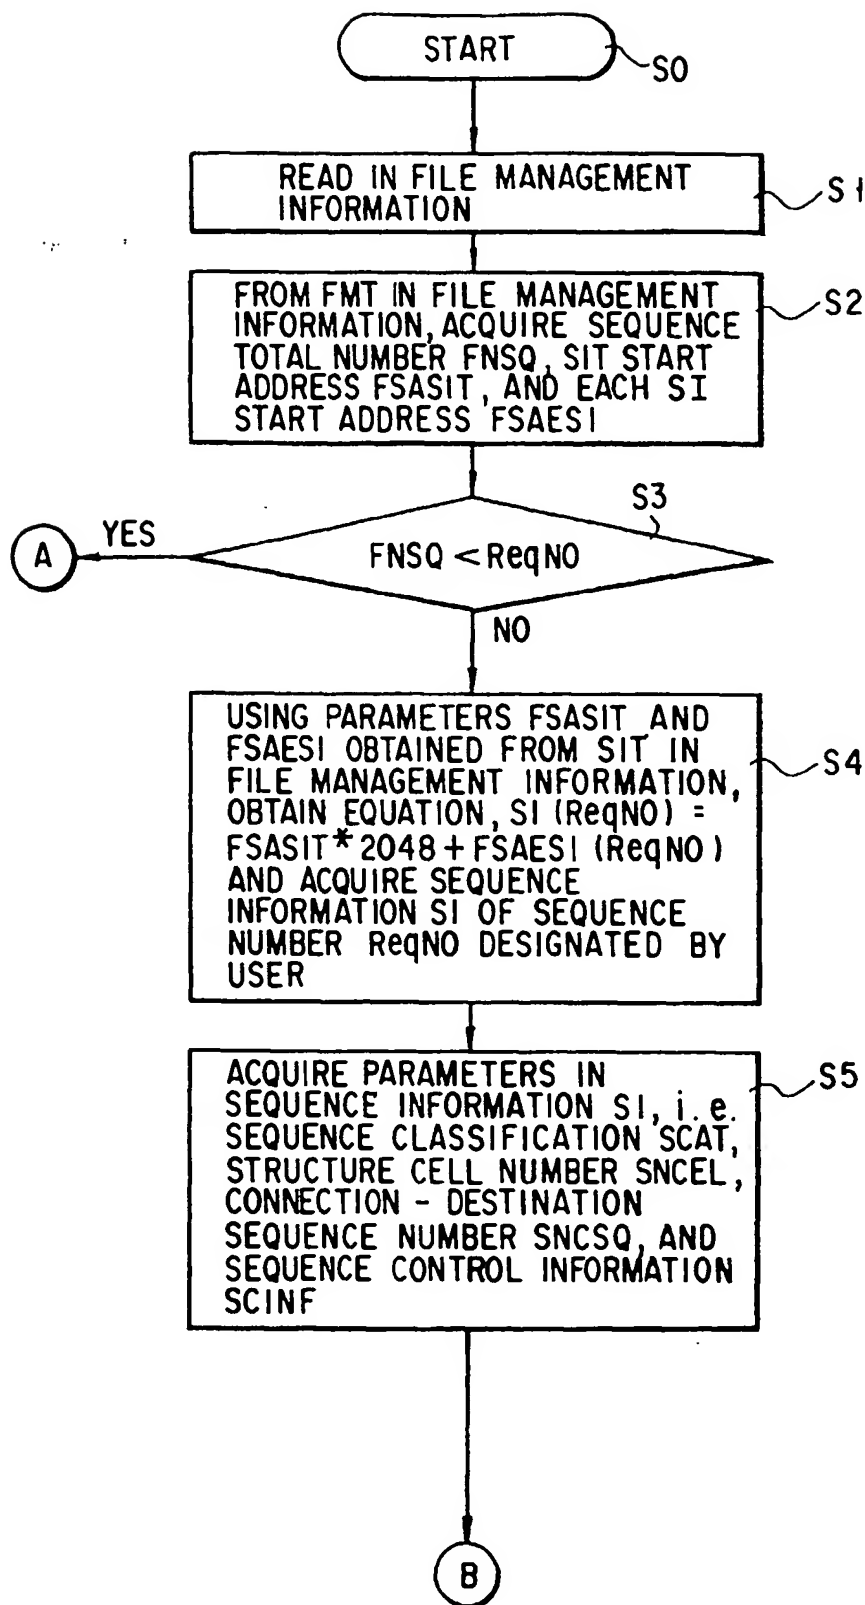 START
S0
READ IN FILE MANAGEMENT
INFORMATION
S1
FROM FMT IN FILE MANAGEMENT
INFORMATION, ACQUIRE SEQUENCE
TOTAL NUMBER FNSQ, SIT START
ADDRESS FSASIT, AND EACH SI
START ADDRESS FSAESI
S2
S3
FNSQ < ReqNO
YES
A
NO
USING PARAMETERS FSASIT AND
FSAESI OBTAINED FROM SIT IN
FILE MANAGEMENT INFORMATION,
OBTAIN EQUATION, SI (ReqNO) =
FSASIT * 2048 + FSAESI (ReqNO)
AND ACQUIRE SEQUENCE
INFORMATION SI OF SEQUENCE
NUMBER ReqNO DESIGNATED BY
USER
S4
ACQUIRE PARAMETERS IN
SEQUENCE INFORMATION SI, i.e.
SEQUENCE CLASSIFICATION SCAT,
STRUCTURE CELL NUMBER SNCEL,
CONNECTION - DESTINATION
SEQUENCE NUMBER SNCSQ, AND
SEQUENCE CONTROL INFORMATION
SCINF
S5
B